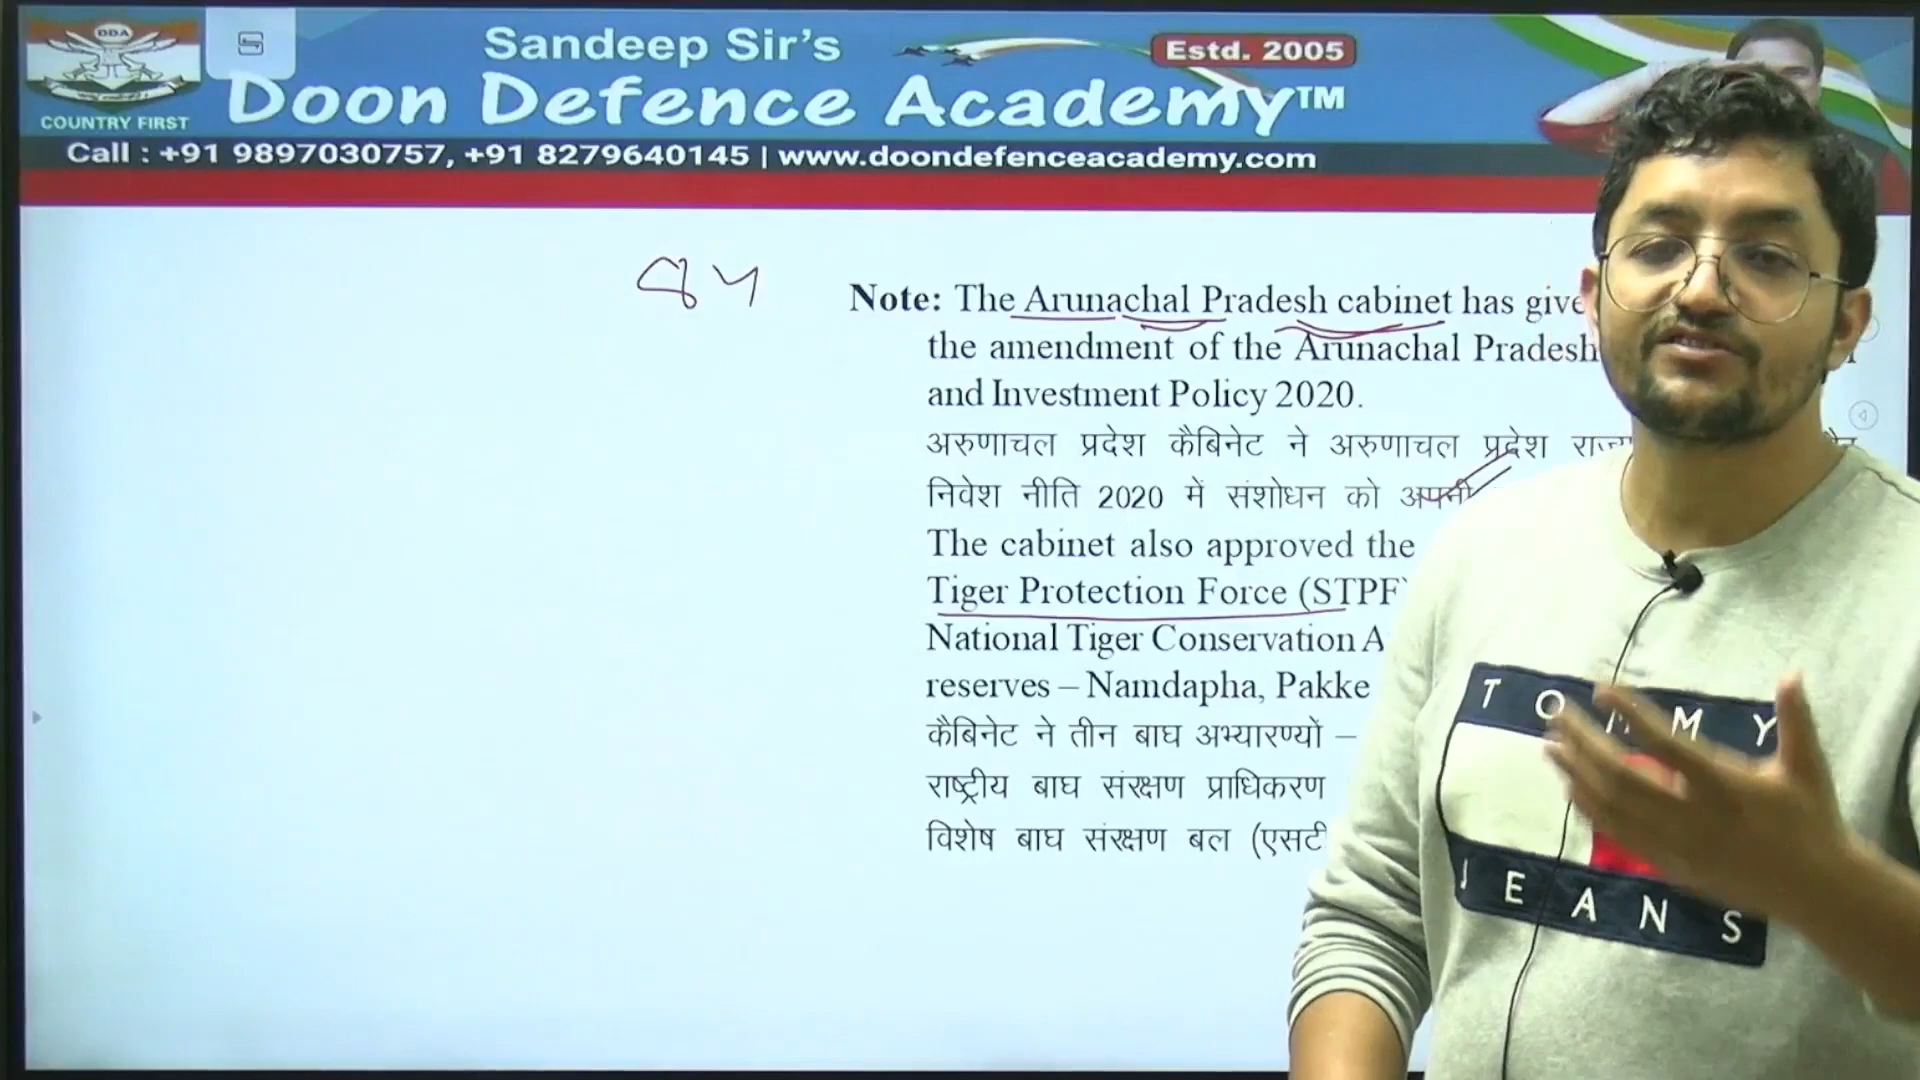 DDA
COUNTRY FIRST
Sandeep Sir's
Estd. 2005
Doon Defence Academy™
Call : +91 9897030757, +91 8279640145 | www.doondefenceacademy.com
Note: The Arunachal Pradesh cabinet has give
the amendment of the Arunachal Pradesh
and Investment Policy 2020.
अरुणाचल प्रदेश कैबिनेट ने अरुणाचल प्रदेश
निवेश नीति 2020 में संशोधन को अपनी
The cabinet also approved the
Tiger Protection Force (STPF)
National Tiger Conservation A
reserves – Namdapha, Pakke
कैबिनेट ने तीन बाघ अभ्यारण्यों –
राष्ट्रीय बाघ संरक्षण प्राधिकरण
विशेष बाघ संरक्षण बल (एसटी
TOMMY
JEANS